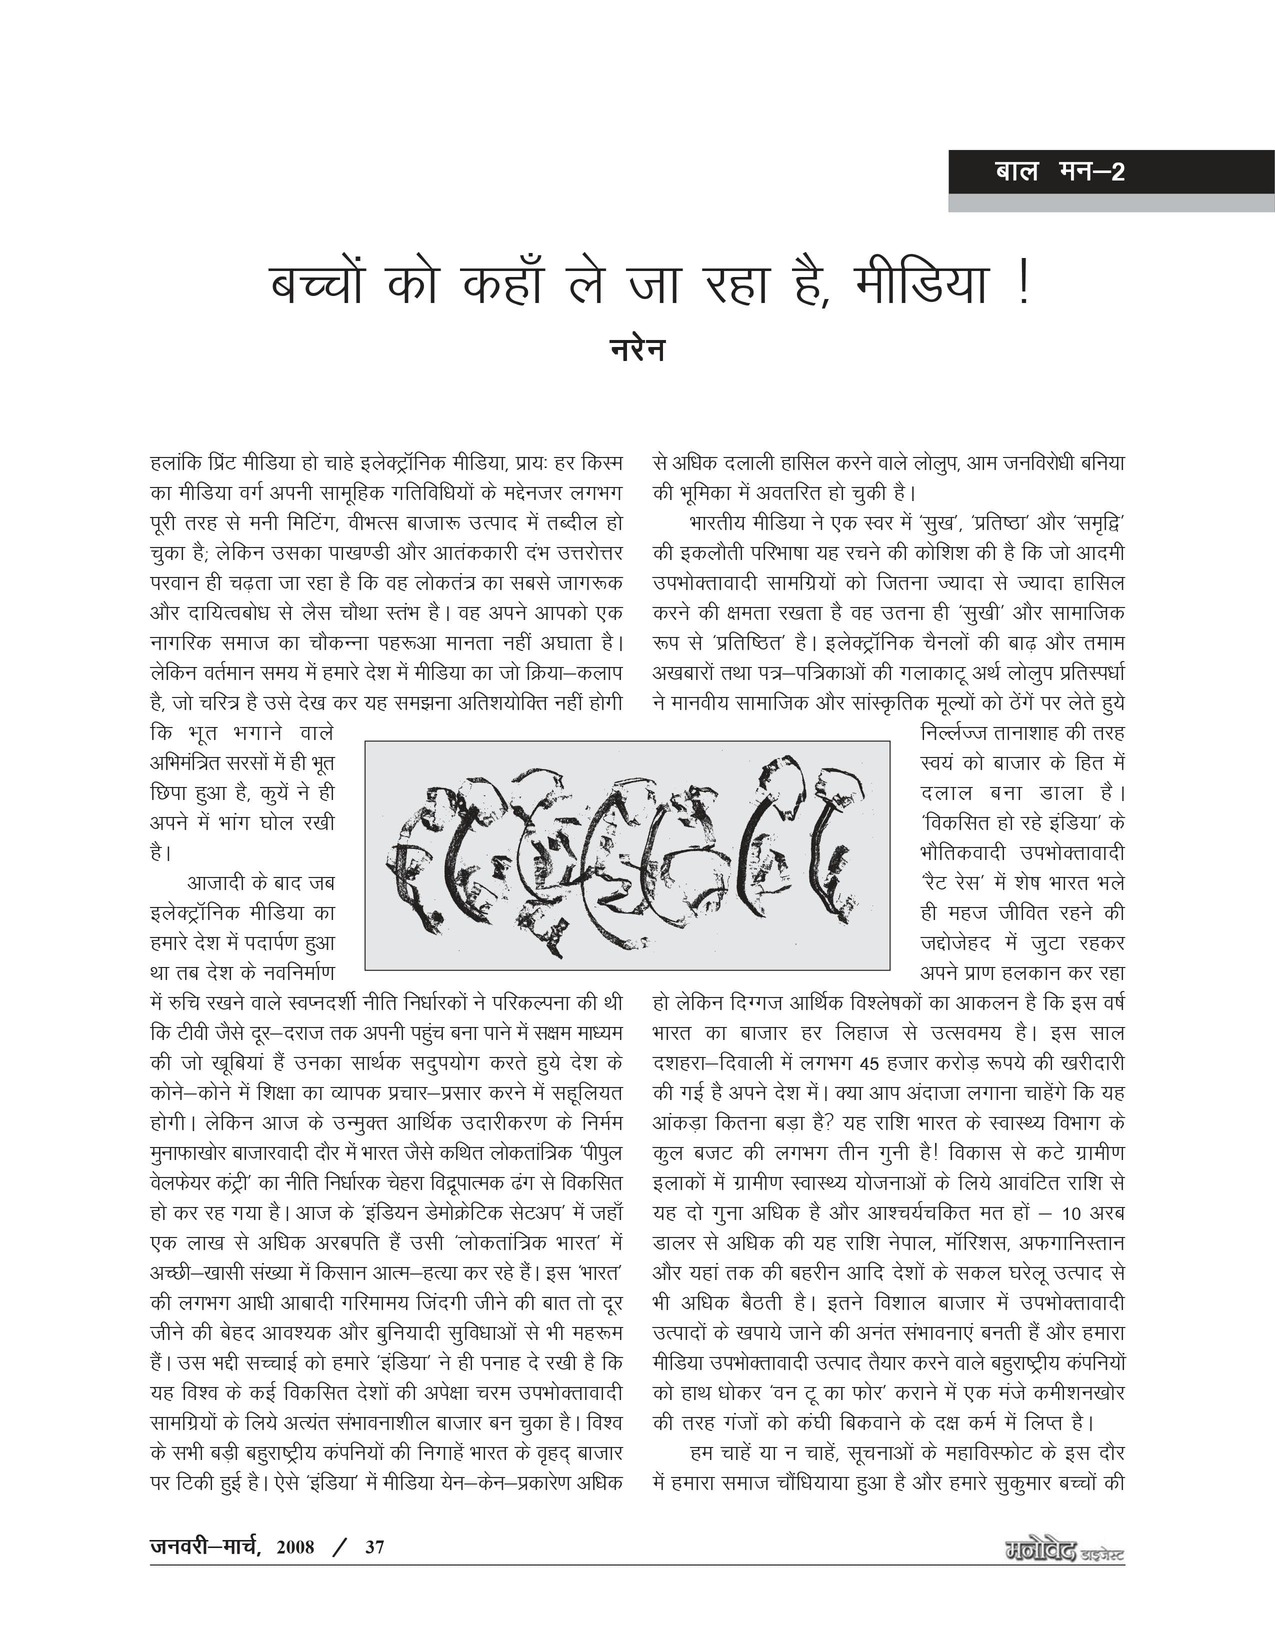 बाल मन–2
बच्चों को कहाँ ले जा रहा है, मीडिया !
नरेन
हलांकि प्रिंट मीडिया हो चाहे इलेक्ट्रॉनिक मीडिया, प्रायः हर किस्म
का मीडिया वर्ग अपनी सामूहिक गतिविधियों के मद्देनजर लगभग
पूरी तरह से मनी मिटिंग, वीभत्स बाजारू उत्पाद में तब्दील हो
चुका है; लेकिन उसका पाखण्डी और आतंककारी दंभ उत्तरोत्तर
परवान ही चढ़ता जा रहा है कि वह लोकतंत्र का सबसे जागरूक
और दायित्वबोध से लैस चौथा स्तंभ है। वह अपने आपको एक
नागरिक समाज का चौकन्ना पहरूआ मानता नहीं अघाता है।
लेकिन वर्तमान समय में हमारे देश में मीडिया का जो क्रिया–कलाप
है, जो चरित्र है उसे देख कर यह समझना अतिशयोक्ति नहीं होगी
कि भूत भगाने वाले
अभिमंत्रित सरसों में ही भूत
छिपा हुआ है, कुयें ने ही
अपने में भांग घोल रखी
है।
आजादी के बाद जब
इलेक्ट्रॉनिक मीडिया का
हमारे देश में पदार्पण हुआ
था तब देश के नवनिर्माण
में रुचि रखने वाले स्वप्नदर्शी नीति निर्धारकों ने परिकल्पना की थी
कि टीवी जैसे दूर–दराज तक अपनी पहुंच बना पाने में सक्षम माध्यम
की जो खूबियां हैं उनका सार्थक सदुपयोग करते हुये देश के
कोने–कोने में शिक्षा का व्यापक प्रचार–प्रसार करने में सहूलियत
होगी। लेकिन आज के उन्मुक्त आर्थिक उदारीकरण के निर्मम
मुनाफाखोर बाजारवादी दौर में भारत जैसे कथित लोकतांत्रिक ‘पीपुल
वेलफेयर कंट्री’ का नीति निर्धारक चेहरा विद्रूपात्मक ढंग से विकसित
हो कर रह गया है। आज के ‘इंडियन डेमोक्रेटिक सेटअप’ में जहाँ
एक लाख से अधिक अरबपति हैं उसी ‘लोकतांत्रिक भारत’ में
अच्छी–खासी संख्या में किसान आत्म–हत्या कर रहे हैं। इस ‘भारत’
की लगभग आधी आबादी गरिमामय जिंदगी जीने की बात तो दूर
जीने की बेहद आवश्यक और बुनियादी सुविधाओं से भी महरूम
हैं। उस भद्दी सच्चाई को हमारे ‘इंडिया’ ने ही पनाह दे रखी है कि
यह विश्व के कई विकसित देशों की अपेक्षा चरम उपभोक्तावादी
सामग्रियों के लिये अत्यंत संभावनाशील बाजार बन चुका है। विश्व
के सभी बड़ी बहुराष्ट्रीय कंपनियों की निगाहें भारत के वृहद् बाजार
पर टिकी हुई है। ऐसे ‘इंडिया’ में मीडिया येन–केन–प्रकारेण अधिक
से अधिक दलाली हासिल करने वाले लोलुप, आम जनविरोधी बनिया
की भूमिका में अवतरित हो चुकी है।
भारतीय मीडिया ने एक स्वर में ‘सुख’, ‘प्रतिष्ठा’ और ‘समृद्वि’
की इकलौती परिभाषा यह रचने की कोशिश की है कि जो आदमी
उपभोक्तावादी सामग्रियों को जितना ज्यादा से ज्यादा हासिल
करने की क्षमता रखता है वह उतना ही ‘सुखी’ और सामाजिक
रूप से ‘प्रतिष्ठित’ है। इलेक्ट्रॉनिक चैनलों की बाढ़ और तमाम
अखबारों तथा पत्र–पत्रिकाओं की गलाकाटू अर्थ लोलुप प्रतिस्पर्धा
ने मानवीय सामाजिक और सांस्कृतिक मूल्यों को ठेंगें पर लेते हुये
निर्ल्लज्ज तानाशाह की तरह
स्वयं को बाजार के हित में
दलाल बना डाला है।
‘विकसित हो रहे इंडिया’ के
भौतिकवादी उपभोक्तावादी
‘रैट रेस’ में शेष भारत भले
ही महज जीवित रहने की
जद्दोजेहद में जुटा रहकर
अपने प्राण हलकान कर रहा
हो लेकिन दिग्गज आर्थिक विश्लेषकों का आकलन है कि इस वर्ष
भारत का बाजार हर लिहाज से उत्सवमय है। इस साल
दशहरा–दिवाली में लगभग 45 हजार करोड़ रूपये की खरीदारी
की गई है अपने देश में। क्या आप अंदाजा लगाना चाहेंगे कि यह
आंकड़ा कितना बड़ा है? यह राशि भारत के स्वास्थ्य विभाग के
कुल बजट की लगभग तीन गुनी है! विकास से कटे ग्रामीण
इलाकों में ग्रामीण स्वास्थ्य योजनाओं के लिये आवंटित राशि से
यह दो गुना अधिक है और आश्चर्यचकित मत हों – 10 अरब
डालर से अधिक की यह राशि नेपाल, मॉरिशस, अफगानिस्तान
और यहां तक की बहरीन आदि देशों के सकल घरेलू उत्पाद से
भी अधिक बैठती है। इतने विशाल बाजार में उपभोक्तावादी
उत्पादों के खपाये जाने की अनंत संभावनाएं बनती हैं और हमारा
मीडिया उपभोक्तावादी उत्पाद तैयार करने वाले बहुराष्ट्रीय कंपनियों
को हाथ धोकर ‘वन टू का फोर’ कराने में एक मंजे कमीशनखोर
की तरह गंजों को कंघी बिकवाने के दक्ष कर्म में लिप्त है।
हम चाहें या न चाहें, सूचनाओं के महाविस्फोट के इस दौर
में हमारा समाज चौंधियाया हुआ है और हमारे सुकुमार बच्चों की
जनवरी–मार्च, 2008 / 37
मनोवेद डाइजेस्ट